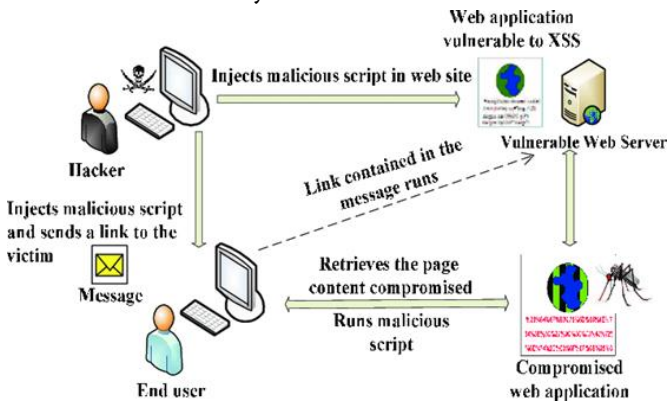 Web application
vulnerable to XSS
Injects malicious script in web site
Hacker
Vulnerable Web Server
Link contained in the
message runs
Injects malicious script
and sends a link to the
victim
Message
Retrieves the page
content compromised
Runs malicious
script
End user
Compromised
web application